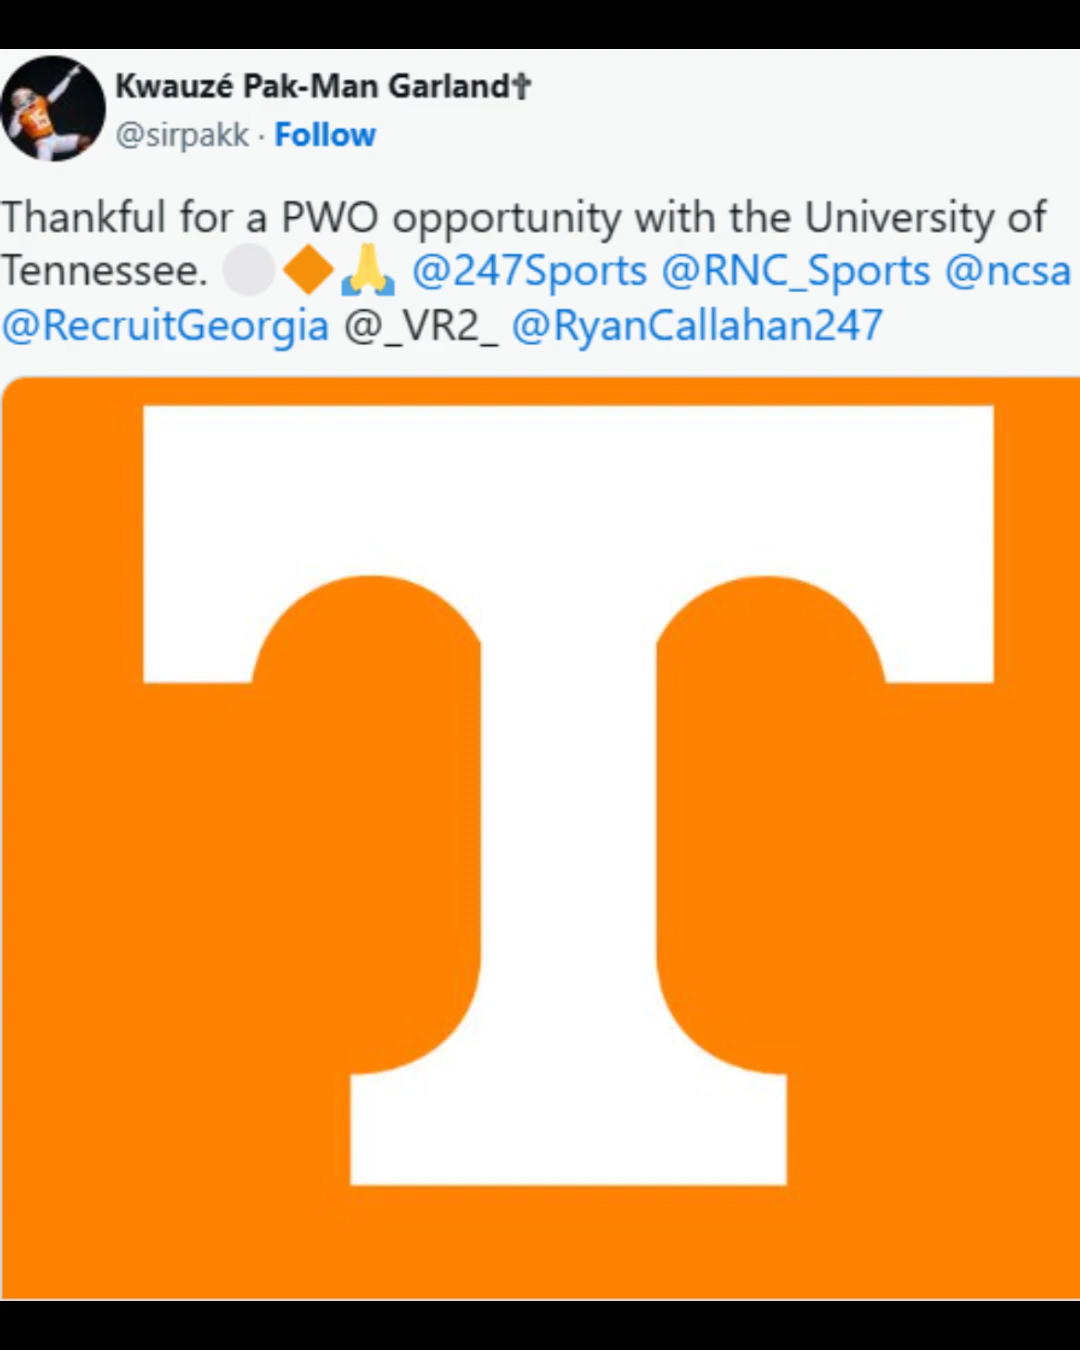 Kwauzé Pak-Man Garland✞
@sirpakk · Follow
Thankful for a PWO opportunity with the University of
Tennessee. ⚪🔶🙏 @247Sports @RNC_Sports @ncsa
@RecruitGeorgia @_VR2_ @RyanCallahan247
T